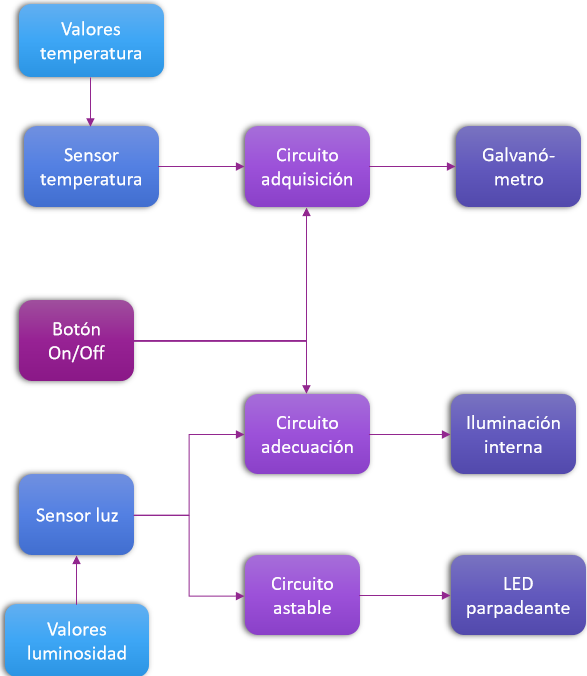 Valores
temperatura
Sensor
temperatura
Circuito
adquisición
Galvanó-
metro
Botón
On/Off
Circuito
adecuación
Iluminación
interna
Sensor luz
Circuito
astable
LED
parpadeante
Valores
luminosidad